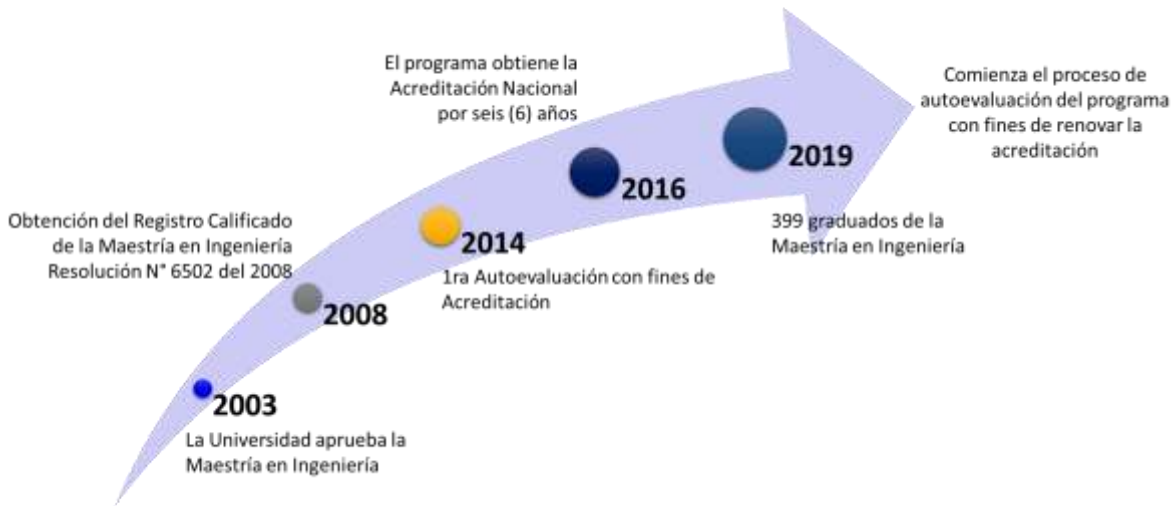 El programa obtiene la
Acreditación Nacional
por seis (6) años
Comienza el proceso de
autoevaluación del programa
con fines de renovar la
acreditación
2019
2016
Obtención del Registro Calificado
de la Maestría en Ingeniería
Resolución N° 6502 del 2008
399 graduados de la
Maestría en Ingeniería
2014
1ra Autoevaluación con fines de
Acreditación
2008
2003
La Universidad aprueba la
Maestría en Ingeniería